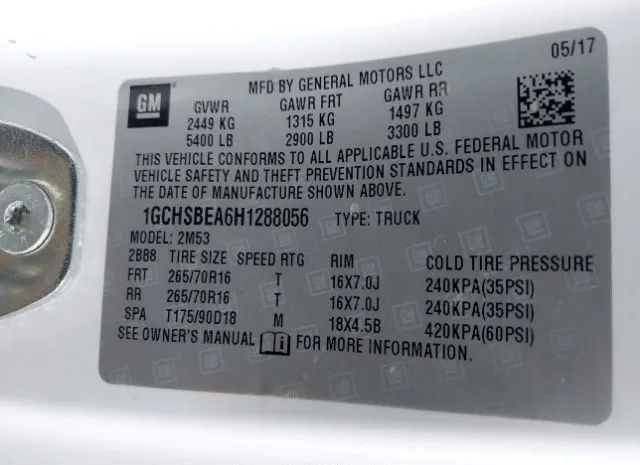 05/17
MFD BY GENERAL MOTORS LLC
GM
GVWR GAWR FRT GAWR RR
2449 KG 1315 KG 1497 KG
5400 LB 2900 LB 3300 LB
THIS VEHICLE CONFORMS TO ALL APPLICABLE U.S. FEDERAL MOTOR
VEHICLE SAFETY AND THEFT PREVENTION STANDARDS IN EFFECT ON
THE DATE OF MANUFACTURE SHOWN ABOVE.
1GCHSBEA6H1288056 TYPE: TRUCK
MODEL: 2M53
2BB8 TIRE SIZE SPEED RTG RIM COLD TIRE PRESSURE
FRT 265/70R16 T 16X7.0J 240KPA(35PSI)
RR 265/70R16 T 16X7.0J 240KPA(35PSI)
SPA T175/90D18 M 18X4.5B 420KPA(60PSI)
SEE OWNER'S MANUAL FOR MORE INFORMATION.